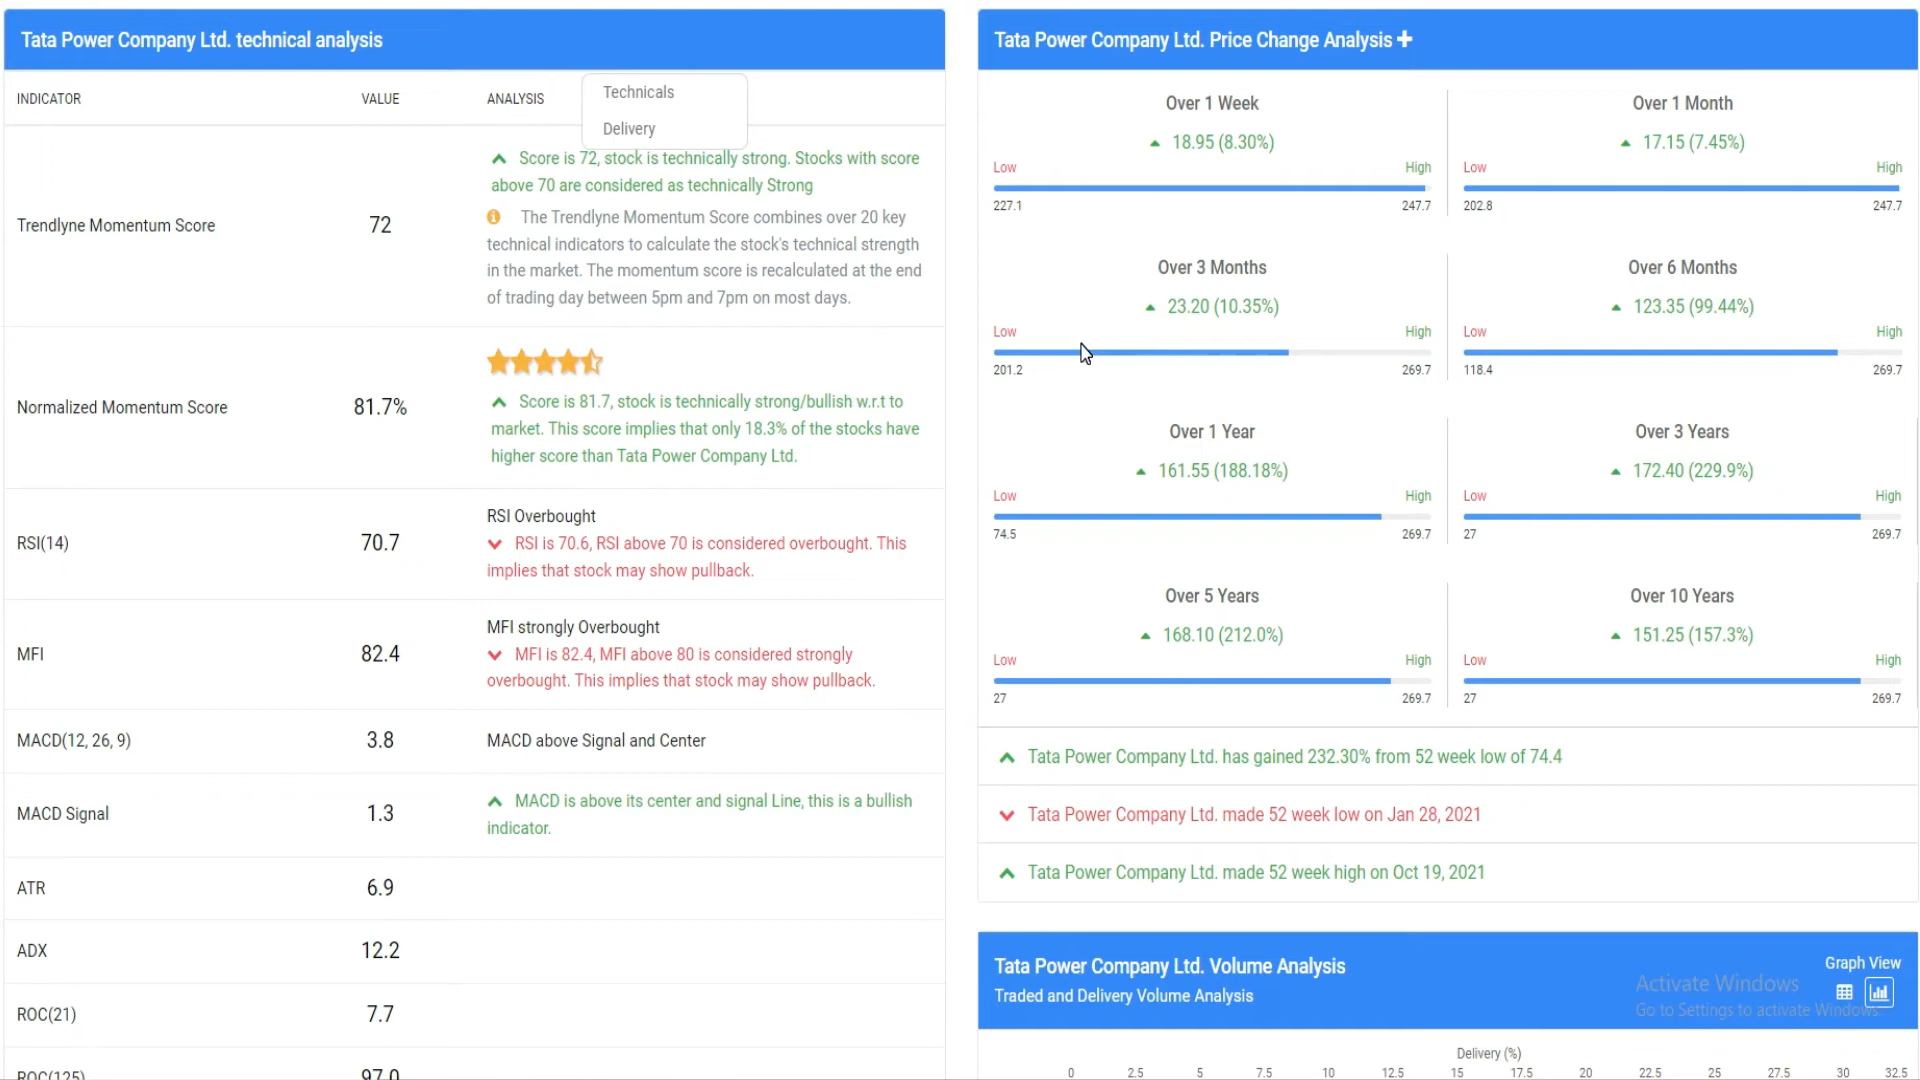 Tata Power Company Ltd. technical analysis
INDICATOR VALUE ANALYSIS
Technicals
Delivery
Trendlyne Momentum Score 72
Score is 72, stock is technically strong. Stocks with score
above 70 are considered as technically Strong
The Trendlyne Momentum Score combines over 20 key
technical indicators to calculate the stock's technical strength
in the market. The momentum score is recalculated at the end
of trading day between 5pm and 7pm on most days.
Normalized Momentum Score 81.7%
Score is 81.7, stock is technically strong/bullish w.r.t to
market. This score implies that only 18.3% of the stocks have
higher score than Tata Power Company Ltd.
RSI(14) 70.7
RSI Overbought
RSI is 70.6, RSI above 70 is considered overbought. This
implies that stock may show pullback.
MFI 82.4
MFI strongly Overbought
MFI is 82.4, MFI above 80 is considered strongly
overbought. This implies that stock may show pullback.
MACD(12, 26, 9) 3.8 MACD above Signal and Center
MACD Signal 1.3
MACD is above its center and signal Line, this is a bullish
indicator.
ATR 6.9
ADX 12.2
ROC(21) 7.7
ROC(125) 97.0
Tata Power Company Ltd. Price Change Analysis +
Over 1 Week
18.95 (8.30%)
Low High
227.1 247.7
Over 1 Month
17.15 (7.45%)
Low High
202.8 247.7
Over 3 Months
23.20 (10.35%)
Low High
201.2 269.7
Over 6 Months
123.35 (99.44%)
Low High
118.4 269.7
Over 1 Year
161.55 (188.18%)
Low High
74.5 269.7
Over 3 Years
172.40 (229.9%)
Low High
27 269.7
Over 5 Years
168.10 (212.0%)
Low High
27 269.7
Over 10 Years
151.25 (157.3%)
Low High
27 269.7
Tata Power Company Ltd. has gained 232.30% from 52 week low of 74.4
Tata Power Company Ltd. made 52 week low on Jan 28, 2021
Tata Power Company Ltd. made 52 week high on Oct 19, 2021
Tata Power Company Ltd. Volume Analysis
Traded and Delivery Volume Analysis
Graph View
Activate Windows
Go to Settings to activate Windows.
Delivery (%)
0 2.5 5 7.5 10 12.5 15 17.5 20 22.5 25 27.5 30 32.5